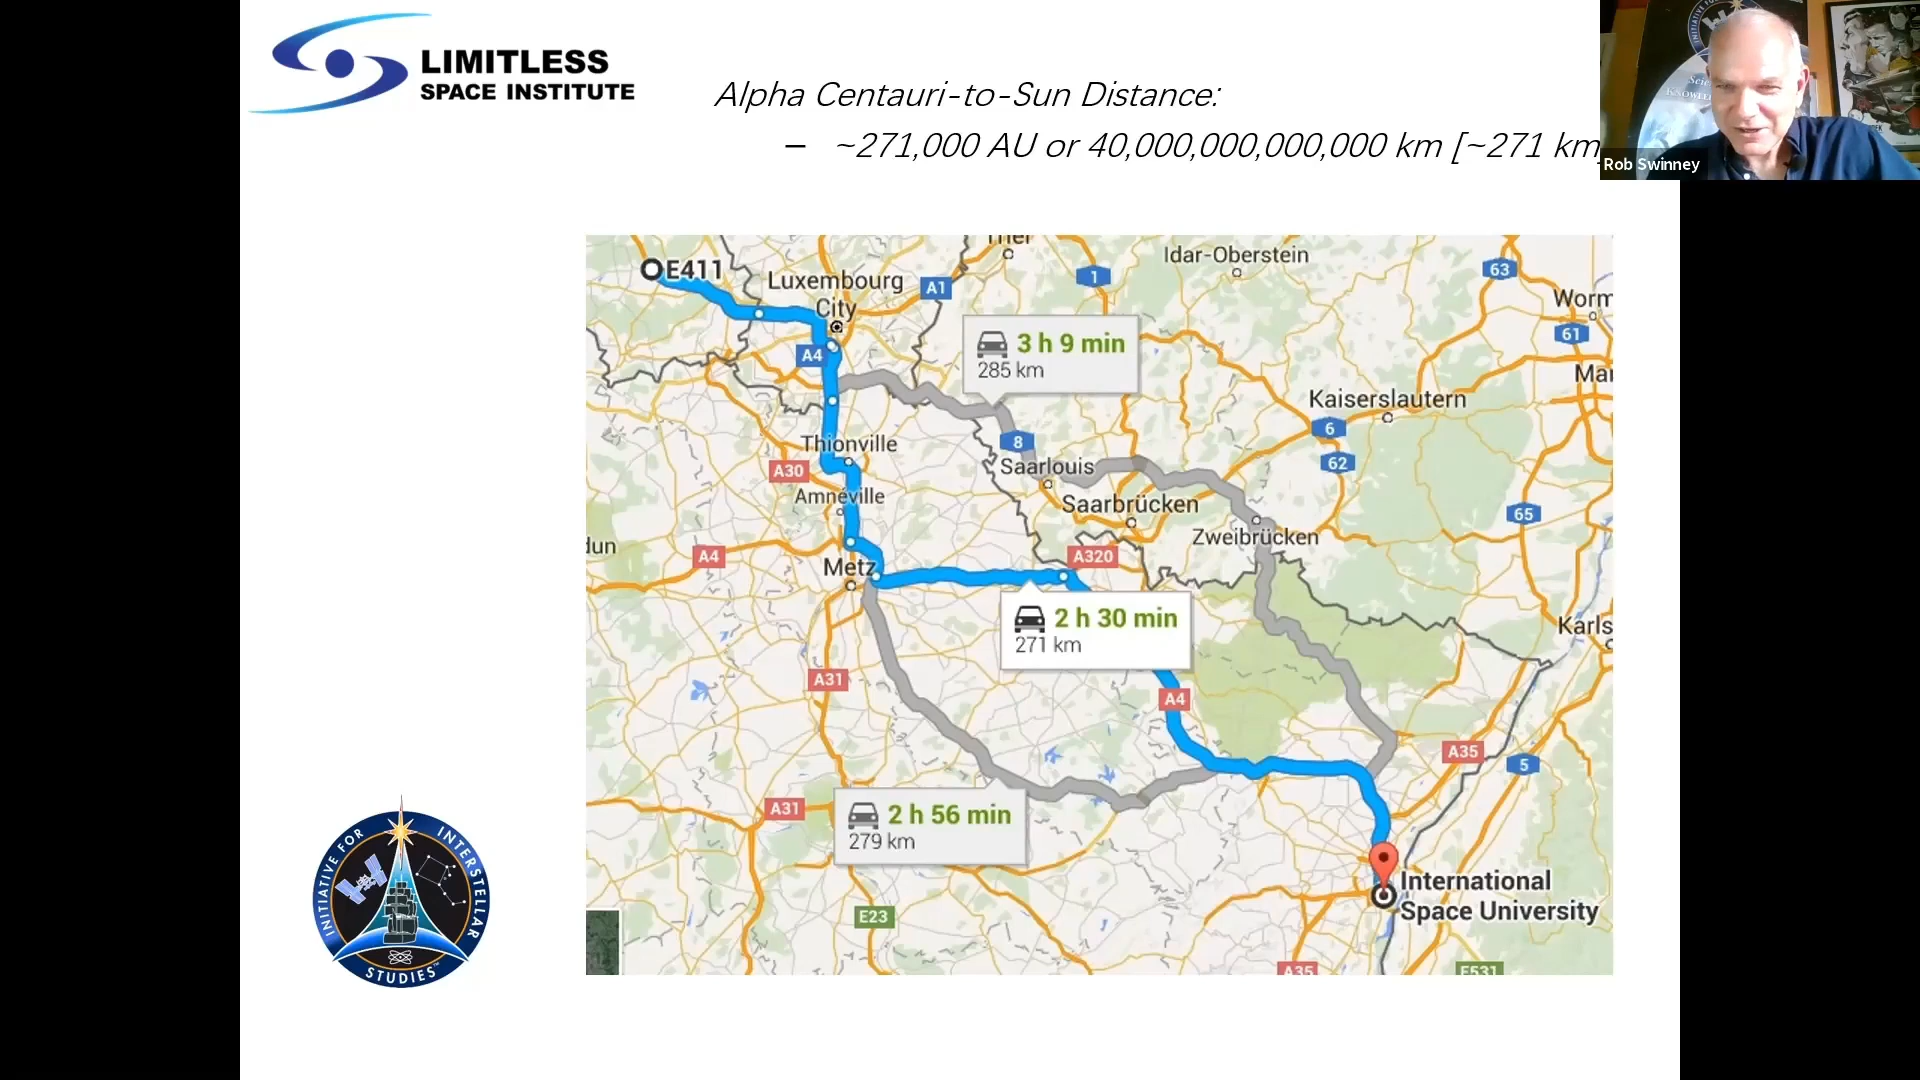 LIMITLESS
SPACE INSTITUTE
Alpha Centauri-to-Sun Distance:
– ~271,000 AU or 40,000,000,000,000 km [~271 km
Rob Swinney
E411
Luxembourg
City
A1
Trier
1
Idar-Oberstein
63
Worm
61
A4
3 h 9 min
285 km
Mai
Kaiserslautern
6
8
62
Thionville
A30
Saarlouis
Amnéville
Saarbrücken
65
Zweibrücken
dun
A4
Metz
A320
2 h 30 min
271 km
Karls
A31
A4
A35
5
A31
2 h 56 min
279 km
International
Space University
E23
A35
E531
INITIATIVE FOR INTERSTELLAR
STUDIES™